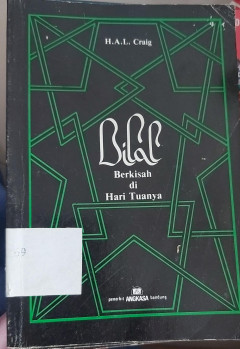 H.A.L. Craig
Bilal
Berkisah
di
Hari Tuanya
penerbit ANGKASA bandung